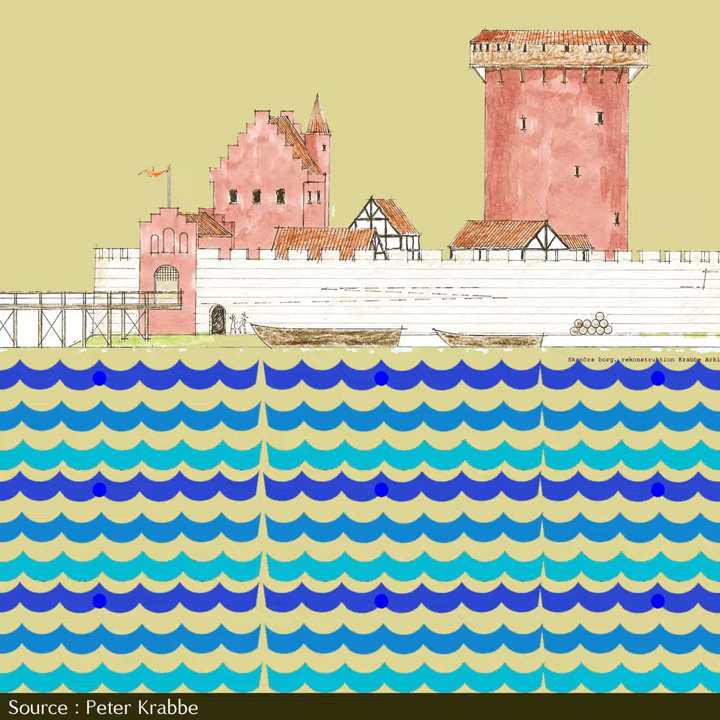 Skanörs borg, rekonstruktion Krabbe Arki
Source : Peter Krabbe